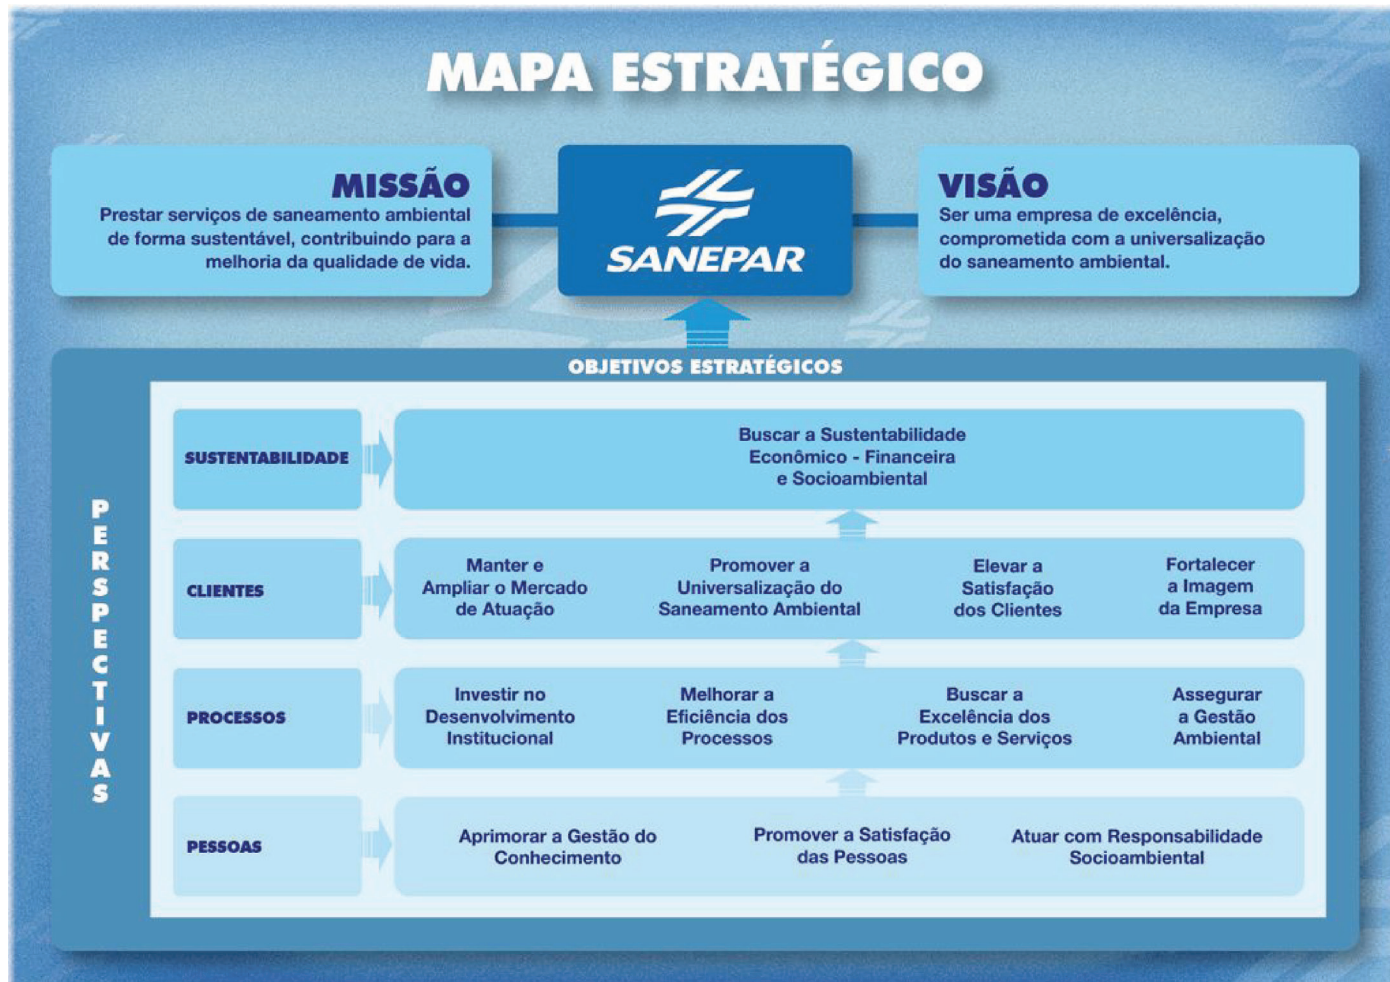 MAPA ESTRATÉGICO
MISSÃO
Prestar serviços de saneamento ambiental
de forma sustentável, contribuindo para a
melhoria da qualidade de vida.
SANEPAR
VISÃO
Ser uma empresa de excelência,
comprometida com a universalização
do saneamento ambiental.
OBJETIVOS ESTRATÉGICOS
PERSPECTIVAS
SUSTENTABILIDADE
Buscar a Sustentabilidade
Econômico - Financeira
e Socioambiental
CLIENTES
Manter e
Ampliar o Mercado
de Atuação
Promover a
Universalização do
Saneamento Ambiental
Elevar a
Satisfação
dos Clientes
Fortalecer
a Imagem
da Empresa
PROCESSOS
Investir no
Desenvolvimento
Institucional
Melhorar a
Eficiência dos
Processos
Buscar a
Excelência dos
Produtos e Serviços
Assegurar
a Gestão
Ambiental
PESSOAS
Aprimorar a Gestão do
Conhecimento
Promover a Satisfação
das Pessoas
Atuar com Responsabilidade
Socioambiental